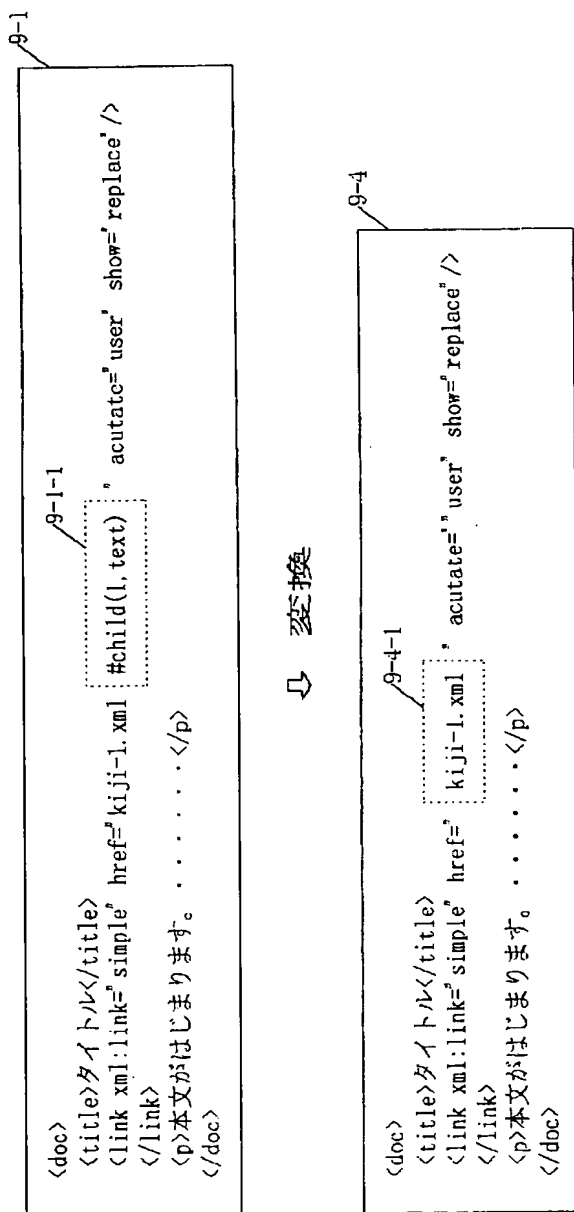 9-1
9-1-1
<doc>
<title>タイトル</title>
<link xml:link="simple" href="kiji-1.xml #child(1,text) " acutate="user" show="replace"/>
</link>
<p>本文がはじまります。・・・・・・・</p>
</doc>
⇩ 変換
9-4
9-4-1
<doc>
<title>タイトル</title>
<link xml:link="simple" href=" kiji-1.xml " acutate='"user" show="replace"/>
</link>
<p>本文がはじまります。・・・・・・・</p>
</doc>